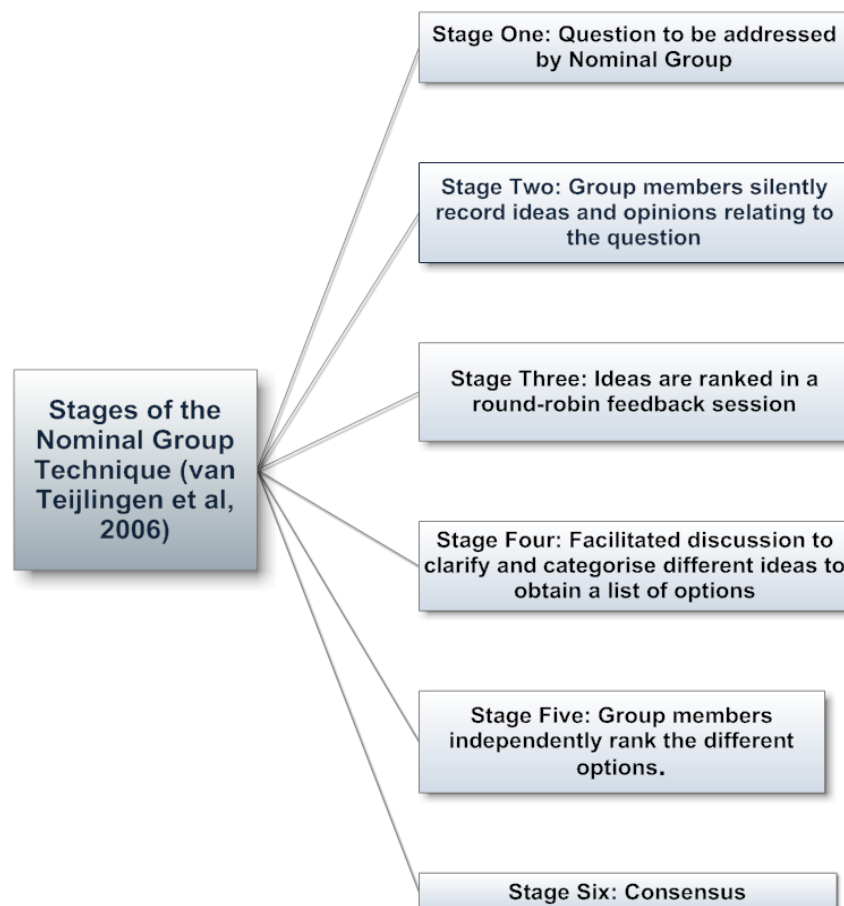 Stage One: Question to be addressed
by Nominal Group
Stage Two: Group members silently
record ideas and opinions relating to
the question
Stage Three: Ideas are ranked in a
round-robin feedback session
Stages of the
Nominal Group
Technique (van
Teijlingen et al,
2006)
Stage Four: Facilitated discussion to
clarify and categorise different ideas to
obtain a list of options
Stage Five: Group members
independently rank the different
options.
Stage Six: Consensus